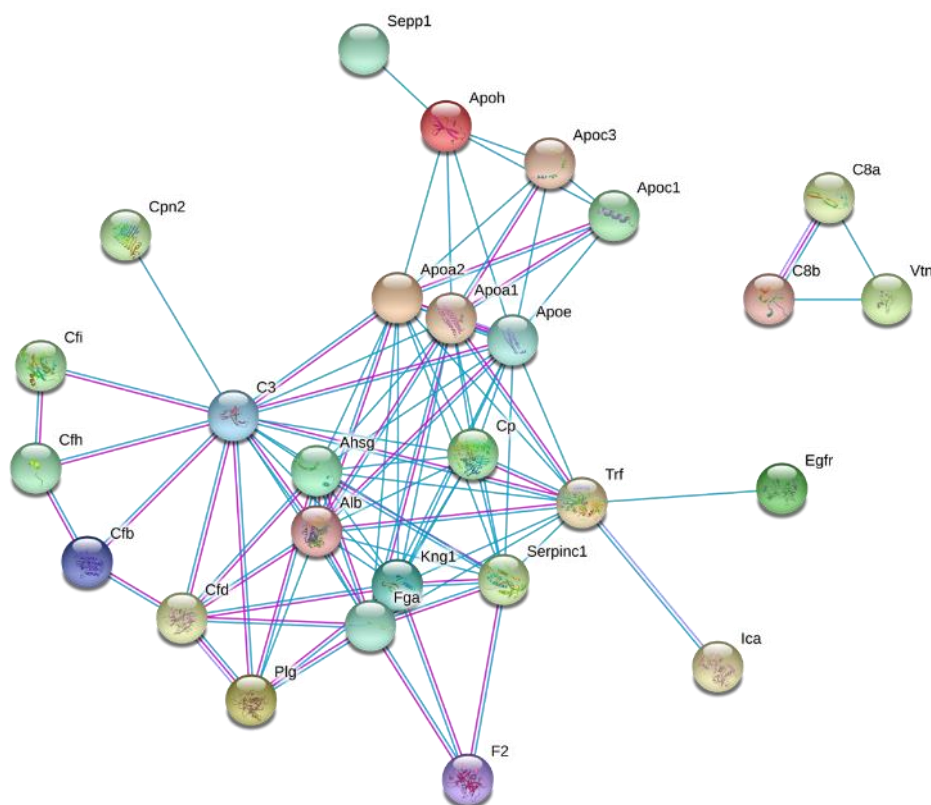 Sepp1
Apoh
Apoc3
Apoc1
C8a
Cpn2
C8b
Vtn
Apoa2
Apoa1
Apoe
Cfi
C3
Cp
Ahsg
Cfh
Trf
Egfr
Alb
Cfb
Kng1
Serpinc1
Cfd
Fga
Ica
Plg
F2